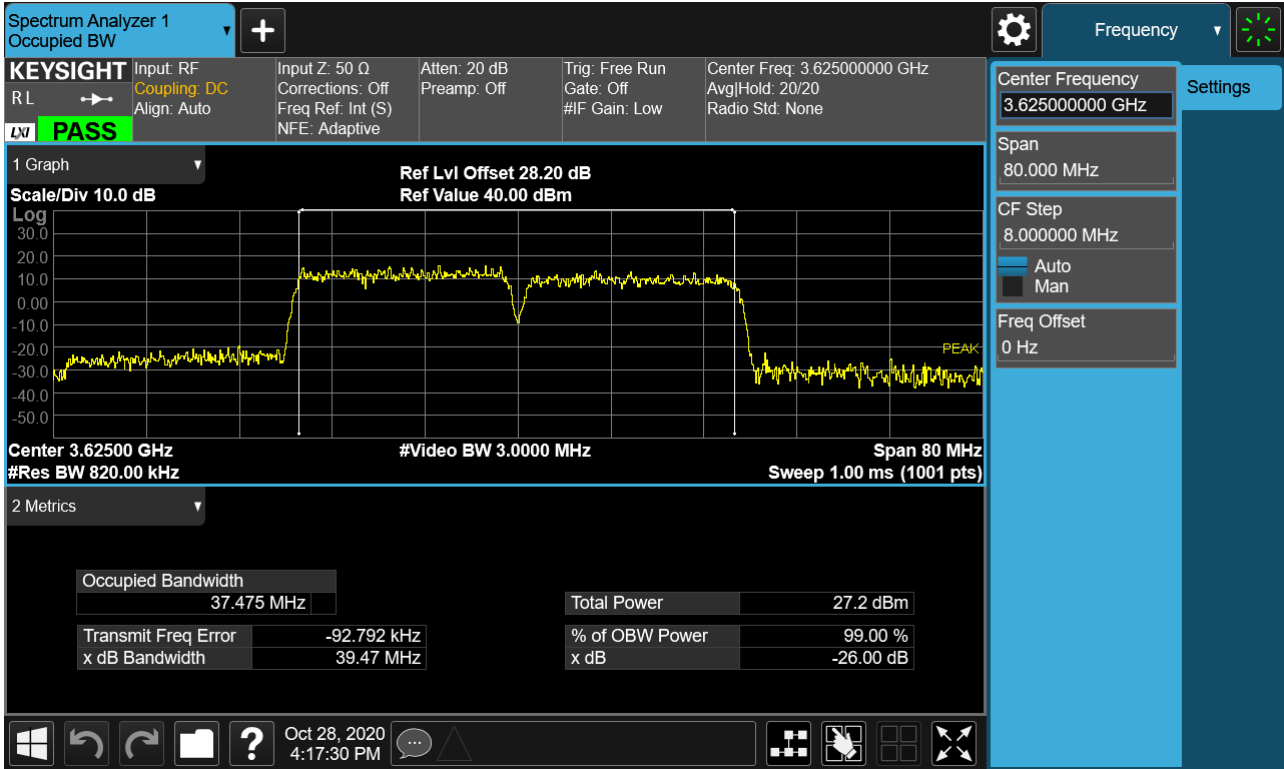 Spectrum Analyzer 1
Occupied BW
Frequency
KEYSIGHT
R L
LXI PASS
Input: RF
Coupling: DC
Align: Auto
Input Z: 50 Ω
Corrections: Off
Freq Ref: Int (S)
NFE: Adaptive
Atten: 20 dB
Preamp: Off
Trig: Free Run
Gate: Off
#IF Gain: Low
Center Freq: 3.625000000 GHz
Avg|Hold: 20/20
Radio Std: None
Center Frequency
3.625000000 GHz
Settings
Span
80.000 MHz
CF Step
8.000000 MHz
Auto
Man
Freq Offset
0 Hz
1 Graph
Scale/Div 10.0 dB
Ref Lvl Offset 28.20 dB
Ref Value 40.00 dBm
Log
30.0
20.0
10.0
0.00
-10.0
-20.0
-30.0
-40.0
-50.0
PEAK
Center 3.62500 GHz
#Video BW 3.0000 MHz
Span 80 MHz
#Res BW 820.00 kHz
Sweep 1.00 ms (1001 pts)
2 Metrics
Occupied Bandwidth
37.475 MHz
Total Power 27.2 dBm
Transmit Freq Error -92.792 kHz
% of OBW Power 99.00 %
x dB Bandwidth 39.47 MHz
x dB -26.00 dB
?
Oct 28, 2020
4:17:30 PM